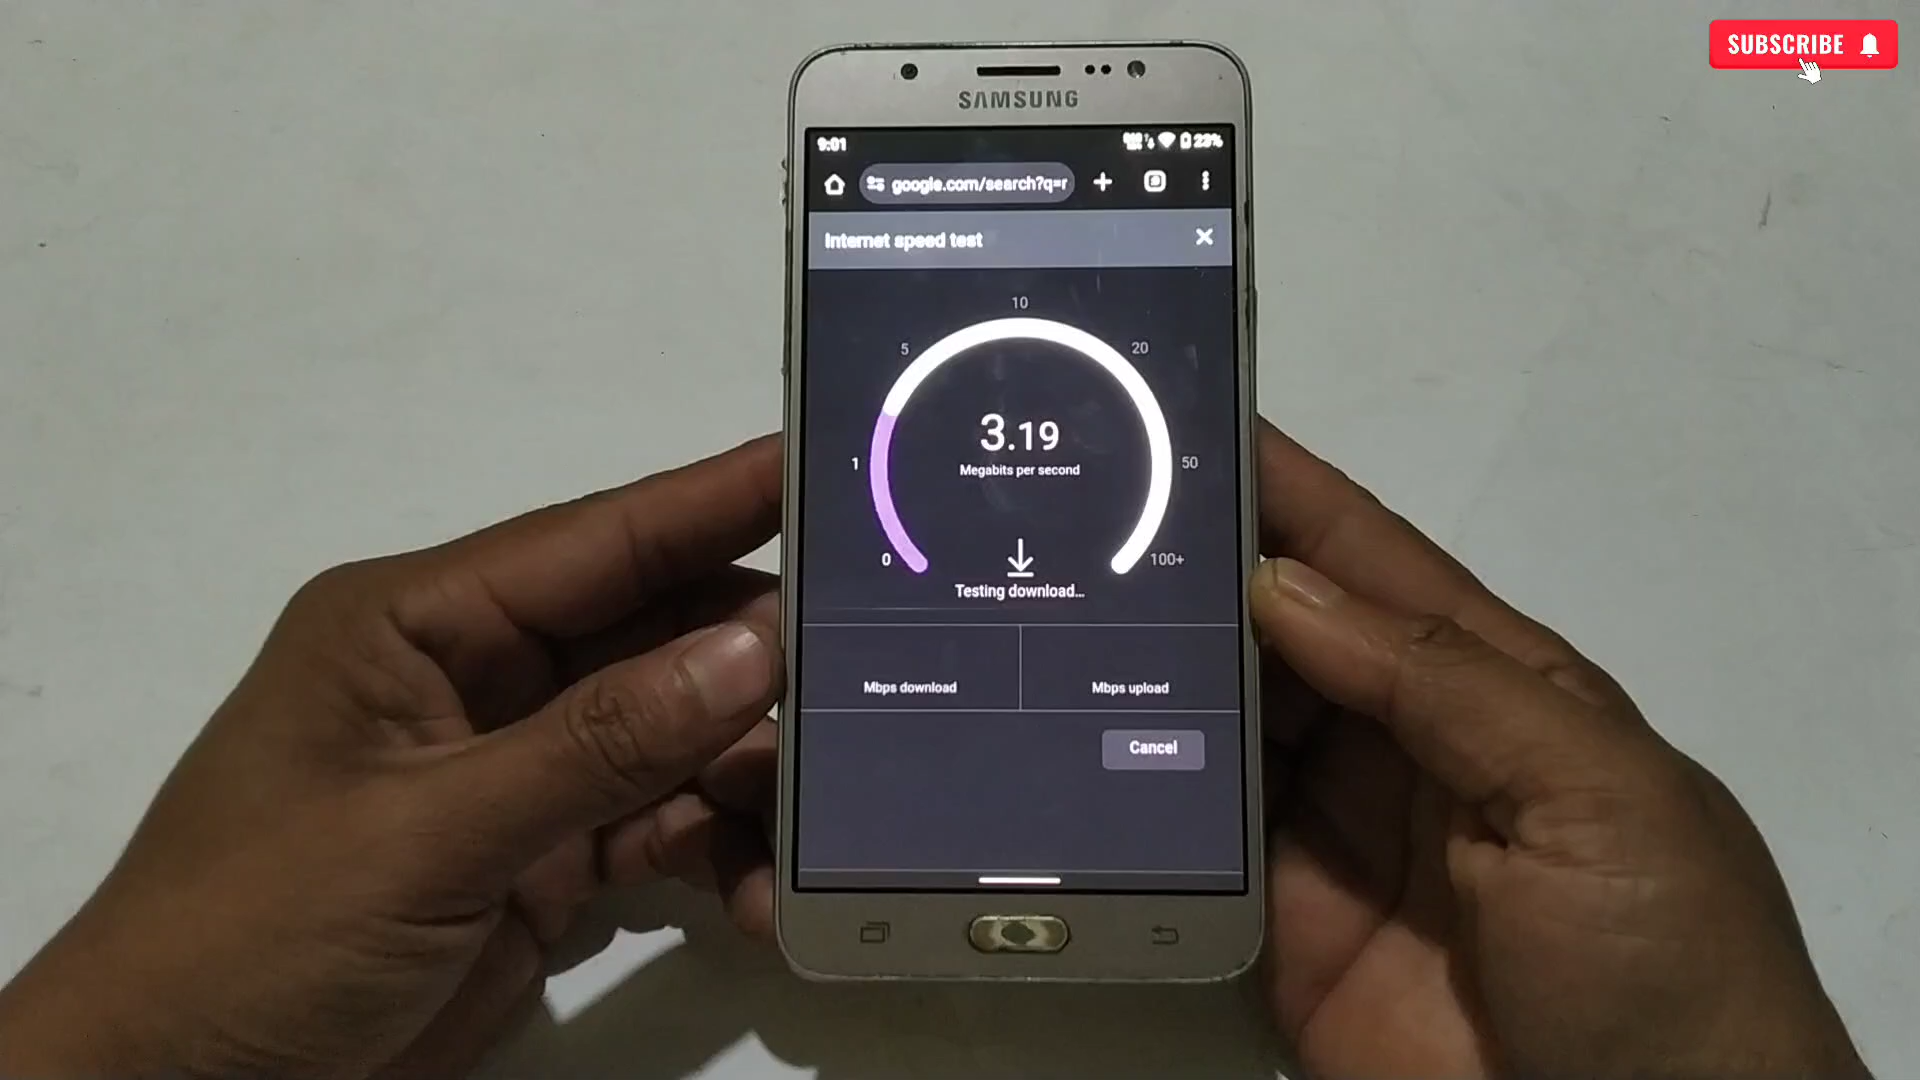 SUBSCRIBE
SAMSUNG
9:01
23%
google.com/search?q=r
Internet speed test
10
5
20
3.19
1
Megabits per second
50
0
100+
Testing download...
Mbps download
Mbps upload
Cancel